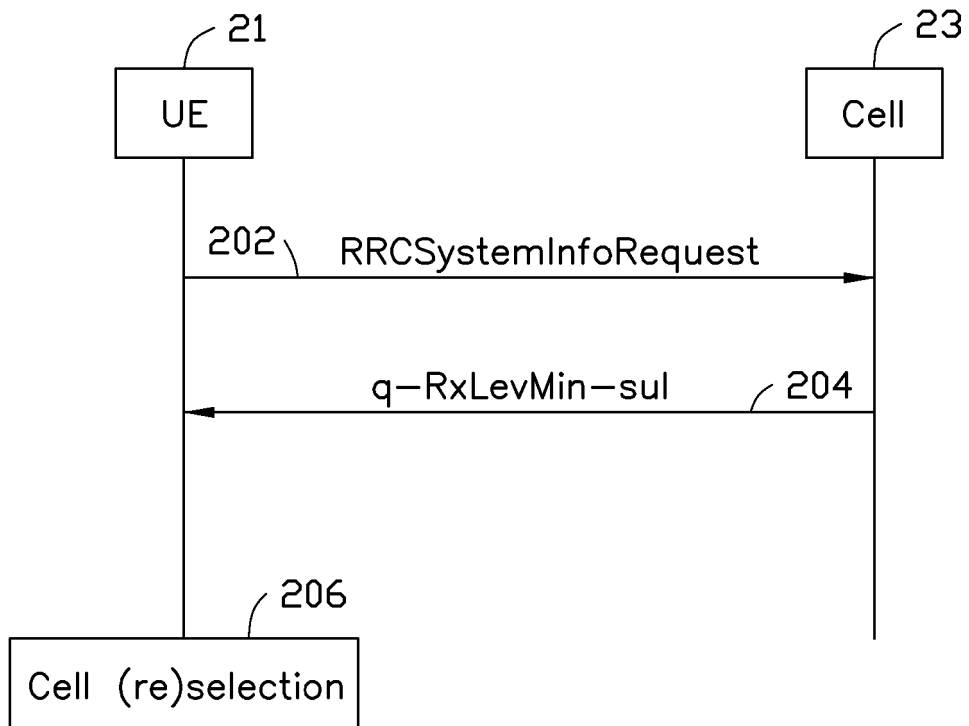 21
23
UE
Cell
202
RRCSystemInfoRequest
q-RxLevMin-sul
204
206
Cell (re)selection